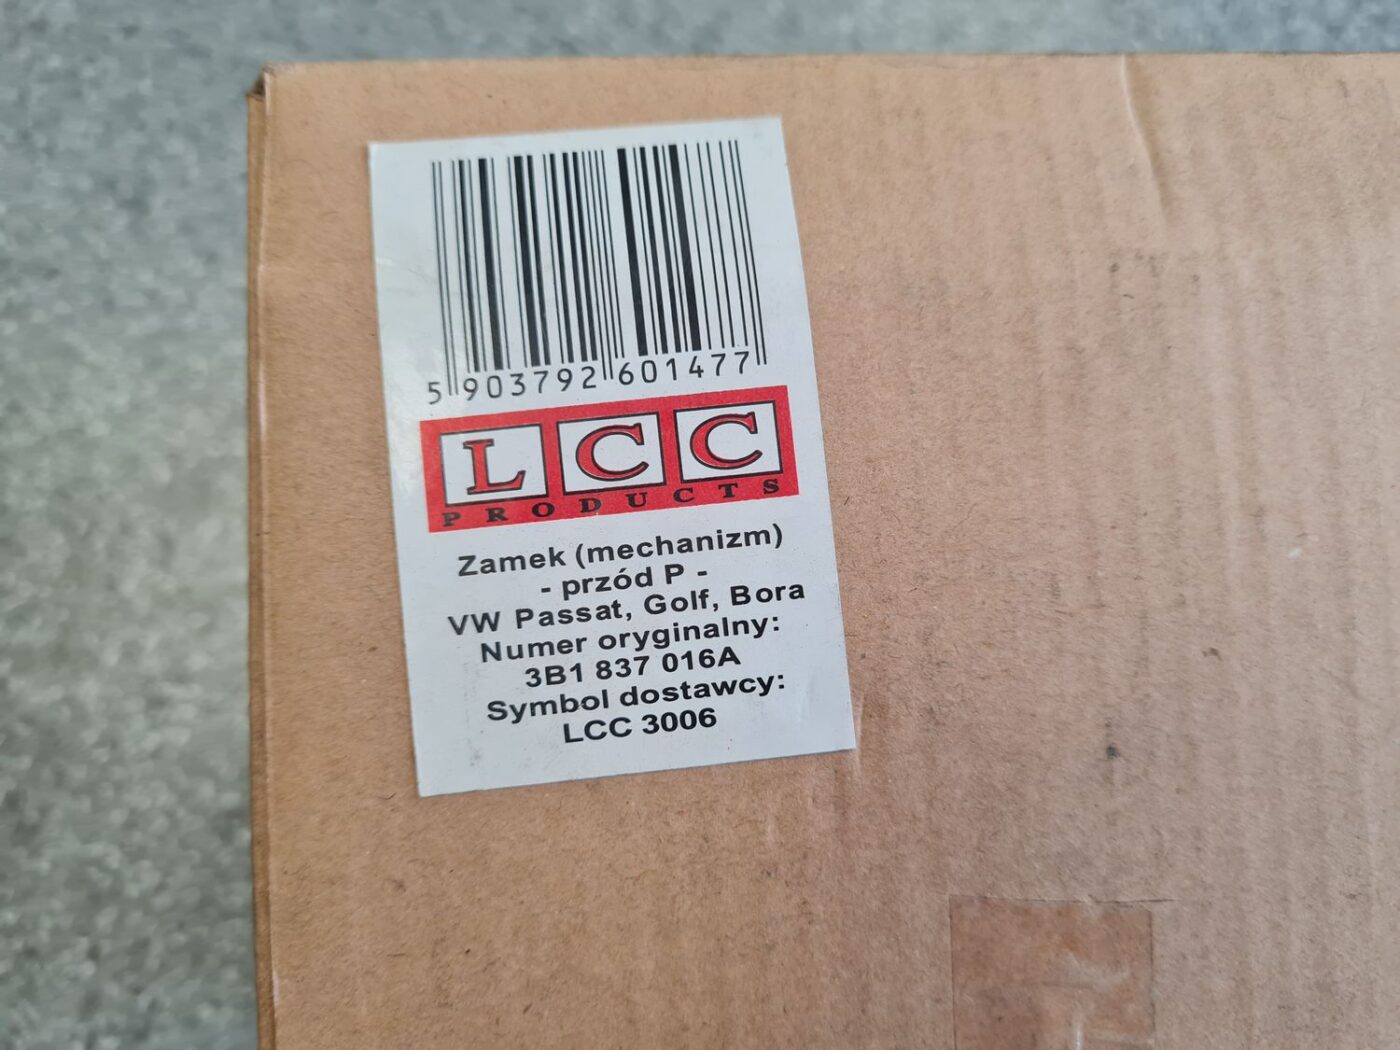 5 903792 601477
LCC
PRODUCTS
Zamek (mechanizm)
- przód P -
VW Passat, Golf, Bora
Numer oryginalny:
3B1 837 016A
Symbol dostawcy:
LCC 3006